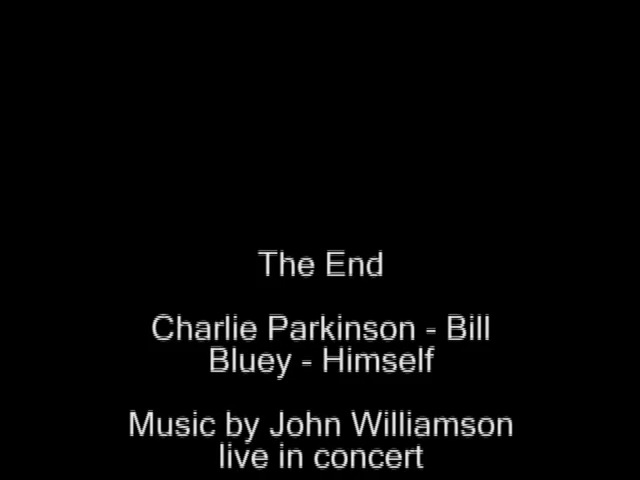 The End
Charlie Parkinson - Bill
Bluey - Himself
Music by John Williamson
live in concert